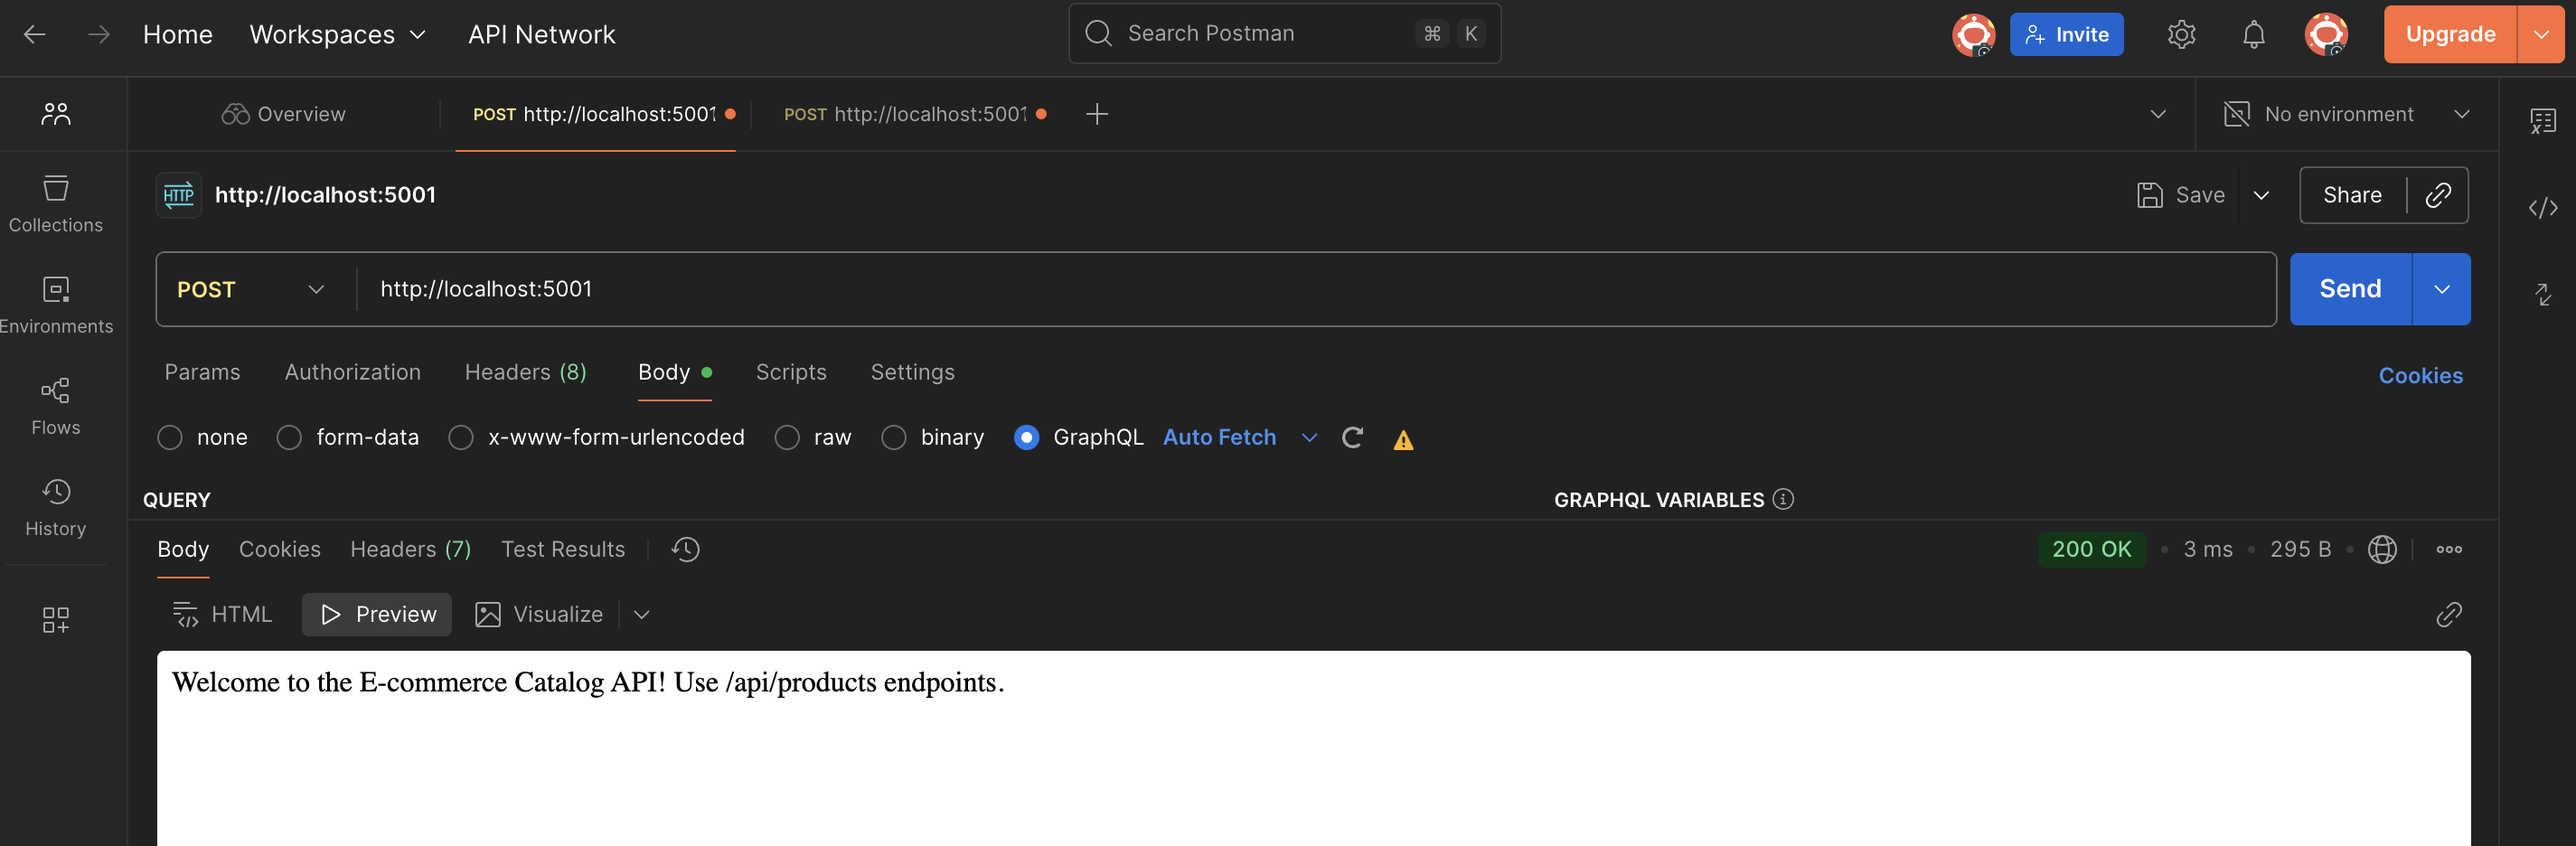 Home Workspaces API Network Search Postman ⌘ K Invite Upgrade
Overview POST http://localhost:5001 POST http://localhost:5001 No environment
HTTP http://localhost:5001 Save Share
Collections
POST http://localhost:5001 Send
Environments
Params Authorization Headers (8) Body Scripts Settings Cookies
Flows
none form-data x-www-form-urlencoded raw binary GraphQL Auto Fetch
History
QUERY GRAPHQL VARIABLES
Body Cookies Headers (7) Test Results 200 OK • 3 ms • 295 B
HTML Preview Visualize
Welcome to the E-commerce Catalog API! Use /api/products endpoints.